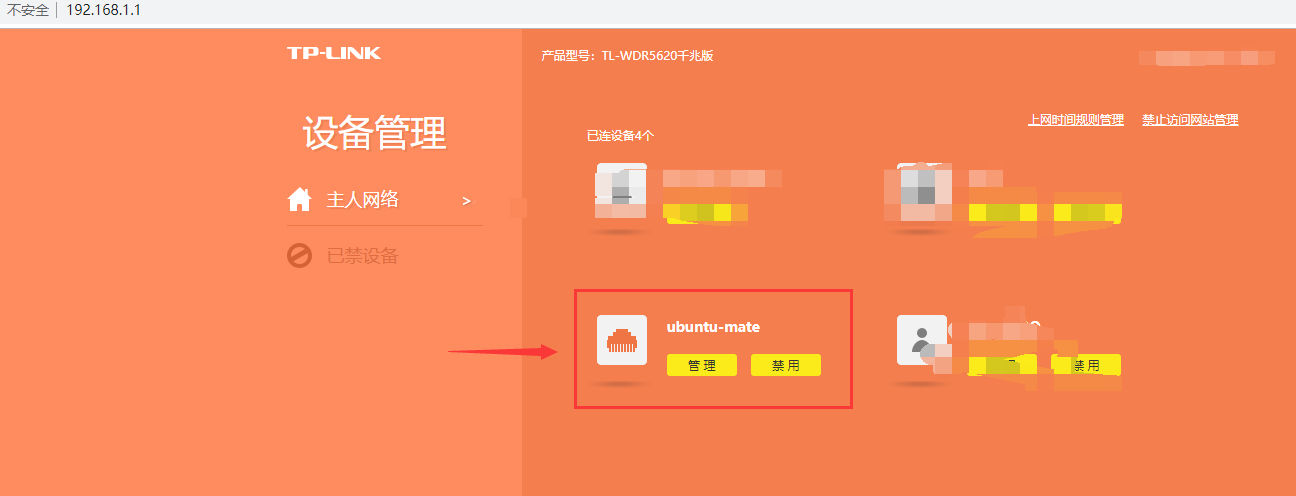 不安全 192.168.1.1
TP-LINK
产品型号：TL-WDR5620千兆版
设备管理
上网时间规则管理 禁止访问网站管理
已连设备4个
主人网络 >
已禁设备
ubuntu-mate
管 理 禁 用
禁 用